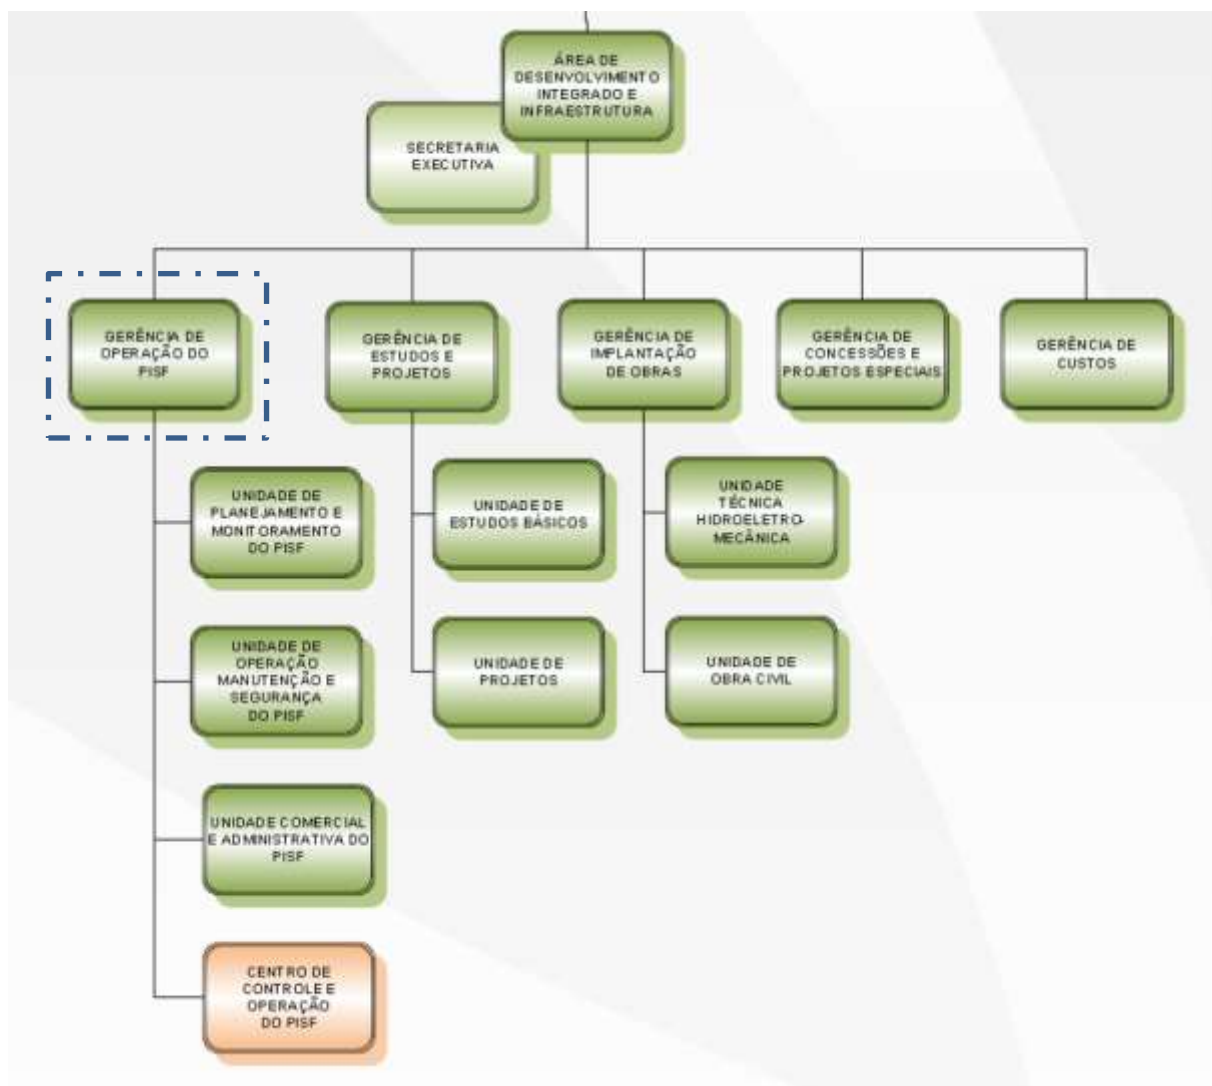 ÁREA DE
DESENVOLVIMENTO
INTEGRADO E
INFRAESTRUTURA
SECRETARIA
EXECUTIVA
GERÊNCIA DE
OPERAÇÃO DO
PISF
GERÊNCIA DE
ESTUDOS E
PROJETOS
GERÊNCIA DE
IMPLANTAÇÃO
DE OBRAS
GERÊNCIA DE
CONCESSÕES E
PROJETOS ESPECIAIS
GERÊNCIA DE
CUSTOS
UNIDADE DE
PLANEJAMENTO E
MONITORAMENTO
DO PISF
UNIDADE DE
ESTUDOS BÁSICOS
UNIDADE
TÉCNICA
HIDROELETRO-
MECÂNICA
UNIDADE DE
OPERAÇÃO
MANUTENÇÃO E
SEGURANÇA
DO PISF
UNIDADE DE
PROJETOS
UNIDADE DE
OBRA CIVIL
UNIDADE COMERCIAL
E ADMINISTRATIVA DO
PISF
CENTRO DE
CONTROLE E
OPERAÇÃO
DO PISF